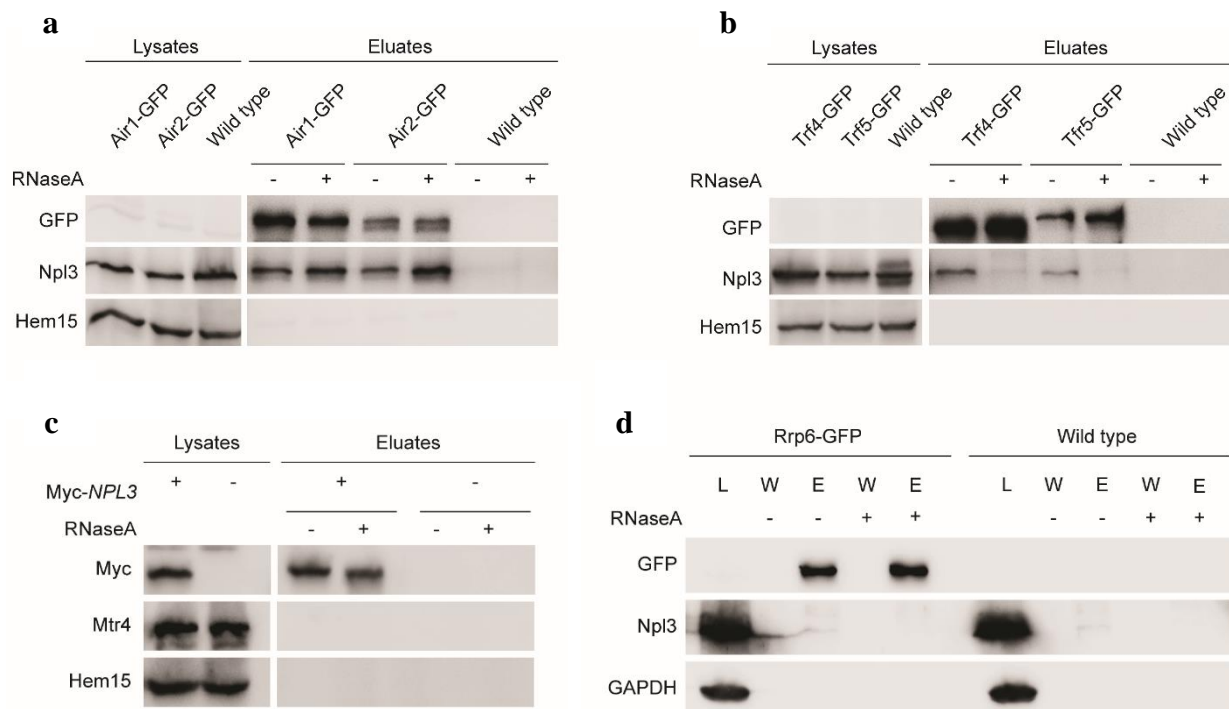 a
Lysates Eluates
Air1-GFP Air2-GFP Wild type Air1-GFP Air2-GFP Wild type
RNaseA - + - + - +
GFP
Npl3
Hem15
b
Lysates Eluates
Trf4-GFP Trf5-GFP Wild type Trf4-GFP Tfr5-GFP Wild type
RNaseA - + - + - +
GFP
Npl3
Hem15
c
Lysates Eluates
Myc-NPL3 + - + -
RNaseA - + - +
Myc
Mtr4
Hem15
d
Rrp6-GFP Wild type
L W E W E L W E W E
RNaseA - - + + - - + +
GFP
Npl3
GAPDH